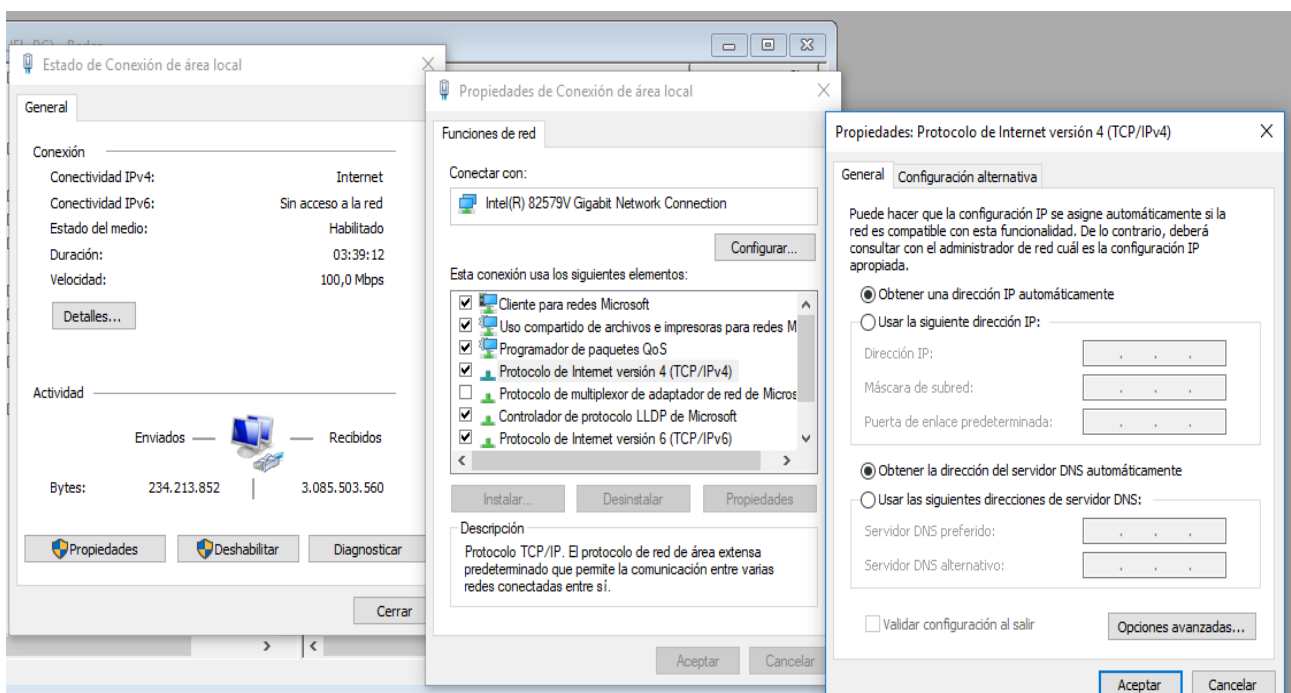 Estado de Conexión de área local
General
Conexión
Conectividad IPv4: Internet
Conectividad IPv6: Sin acceso a la red
Estado del medio: Habilitado
Duración: 03:39:12
Velocidad: 100,0 Mbps
Detalles...
Actividad
Enviados — — Recibidos
Bytes: 234.213.852 | 3.085.503.560
Propiedades Deshabilitar Diagnosticar
Cerrar
Propiedades de Conexión de área local
Funciones de red
Conectar con:
Intel(R) 82579V Gigabit Network Connection
Configurar...
Esta conexión usa los siguientes elementos:
Cliente para redes Microsoft
Uso compartido de archivos e impresoras para redes M
Programador de paquetes QoS
Protocolo de Internet versión 4 (TCP/IPv4)
Protocolo de multiplexor de adaptador de red de Micros
Controlador de protocolo LLDP de Microsoft
Protocolo de Internet versión 6 (TCP/IPv6)
Instalar... Desinstalar Propiedades
Descripción
Protocolo TCP/IP. El protocolo de red de área extensa
predeterminado que permite la comunicación entre varias
redes conectadas entre sí.
Aceptar Cancelar
Propiedades: Protocolo de Internet versión 4 (TCP/IPv4)
General Configuración alternativa
Puede hacer que la configuración IP se asigne automáticamente si la
red es compatible con esta funcionalidad. De lo contrario, deberá
consultar con el administrador de red cuál es la configuración IP
apropiada.
Obtener una dirección IP automáticamente
Usar la siguiente dirección IP:
Dirección IP: . . .
Máscara de subred: . . .
Puerta de enlace predeterminada: . . .
Obtener la dirección del servidor DNS automáticamente
Usar las siguientes direcciones de servidor DNS:
Servidor DNS preferido: . . .
Servidor DNS alternativo: . . .
Validar configuración al salir
Opciones avanzadas...
Aceptar Cancelar